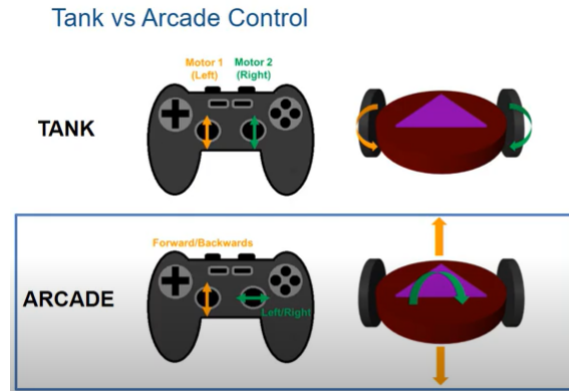 Tank vs Arcade Control
Motor 1 Motor 2
(Left) (Right)
TANK
Forward/Backwards
ARCADE
Left/Right